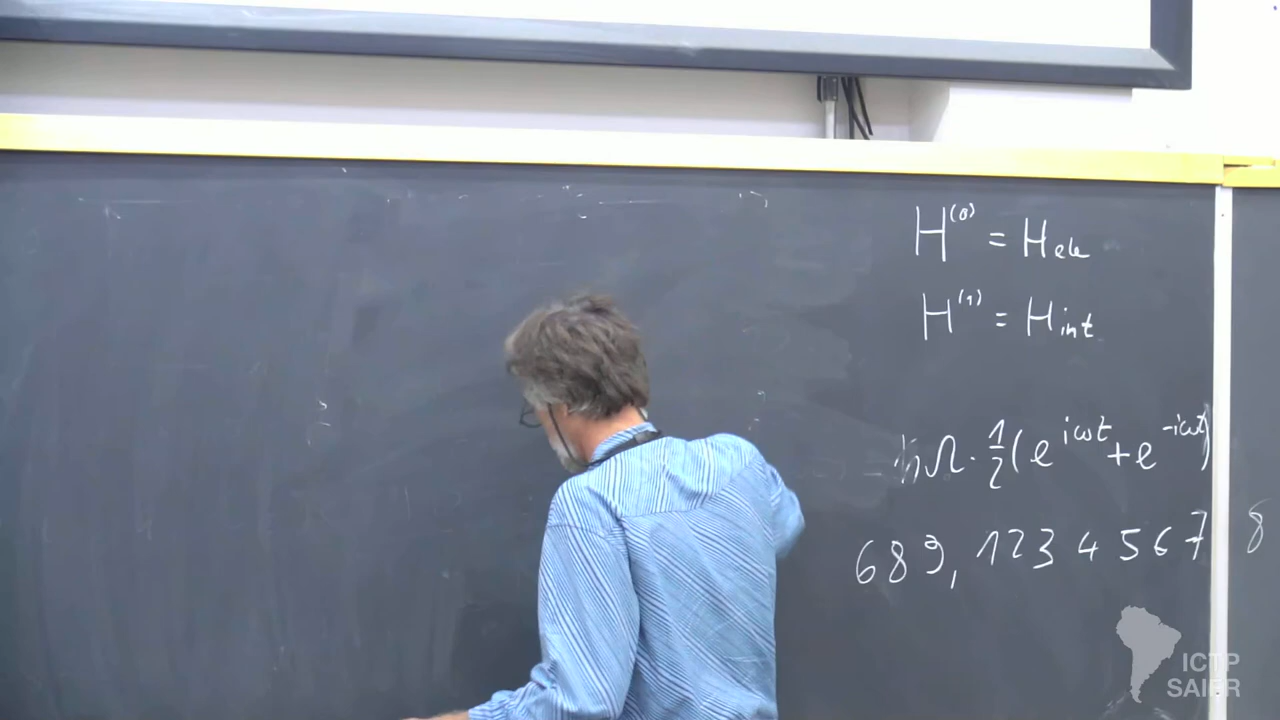 H⁽⁰⁾ = H_ele
H⁽¹⁾ = H_int
ℏΩ · 1/2 (e^{iωt} + e^{-iωt})
689, 1234567 8
ICTP
SAIFR